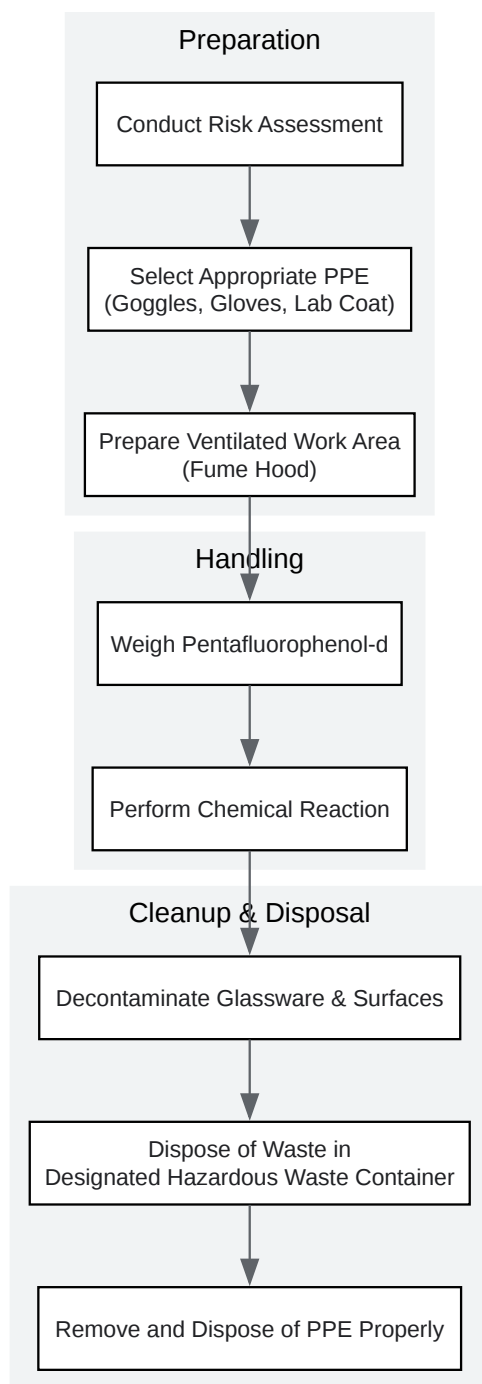 Preparation
Conduct Risk Assessment
Select Appropriate PPE
(Goggles, Gloves, Lab Coat)
Prepare Ventilated Work Area
(Fume Hood)
Handling
Weigh Pentafluorophenol-d
Perform Chemical Reaction
Cleanup & Disposal
Decontaminate Glassware & Surfaces
Dispose of Waste in
Designated Hazardous Waste Container
Remove and Dispose of PPE Properly